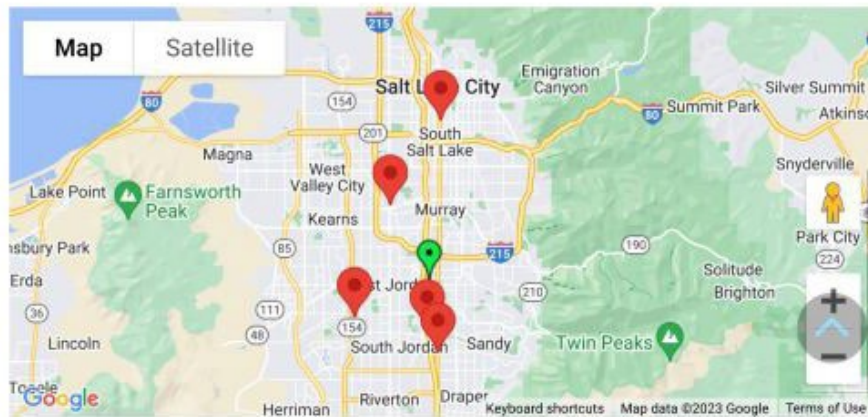 Map
Satellite
215
Emigration
Canyon
Salt L
City
Silver Summit
Atkins
80
154
Summit Park
80
201
South
Salt Lake
Magna
Snyderville
West
Valley City
Lake Point
Farnsworth
Peak
Kearns
Murray
Park City
nsbury Park
85
215
190
224
Erda
Solitude
st Jord
210
Brighton
111
36
154
48
Lincoln
South Jordan
Sandy
Twin Peaks
Google
Riverton
Draper
Herriman
Keyboard shortcuts
Map data ©2023 Google
Terms of Use